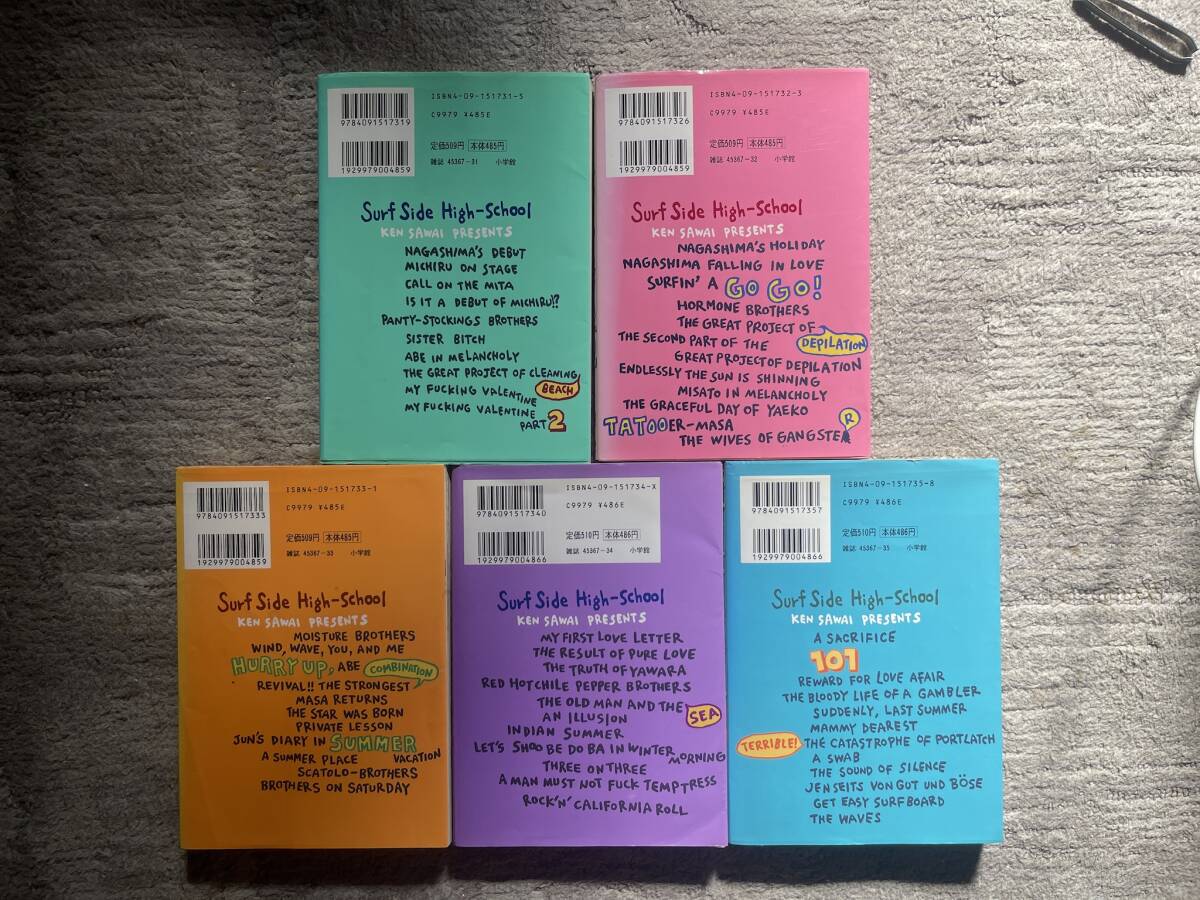 ISBN4-09-151731-5
C9979 ¥485E
9784091517319
定価509円 本体485円
雑誌 45367-31 小学館
1929979004859
Surf Side High-School
KEN SAWAI PRESENTS
NAGASHIMA'S DEBUT
MICHIRU ON STAGE
CALL ON THE MITA
IS IT A DEBUT OF MICHIRU!?
PANTY-STOCKINGS BROTHERS
SISTER BITCH
ABE IN MELANCHOLY
THE GREAT PROJECT OF CLEANING
BEACH
MY FUCKING VALENTINE
MY FUCKING VALENTINE
PART 2
ISBN4-09-151732-3
C9979 ¥485E
9784091517326
定価509円 本体485円
雑誌 45367-32 小学館
1929979004859
Surf Side High-School
KEN SAWAI PRESENTS
NAGASHIMA'S HOLIDAY
NAGASHIMA FALLING IN LOVE
SURFIN' A GO GO!
HORMONE BROTHERS
THE GREAT PROJECT OF
DEPILATION
THE SECOND PART OF THE
GREAT PROJECT OF DEPILATION
ENDLESSLY THE SUN IS SHINNING
MISATO IN MELANCHOLY
THE GRACEFUL DAY OF YAEKO
TATOOER-MASA
THE WIVES OF GANGSTER
R
ISBN4-09-151733-1
C9979 ¥485E
9784091517333
定価509円 本体485円
雑誌 45367-33 小学館
1929979004859
Surf Side High-School
KEN SAWAI PRESENTS
MOISTURE BROTHERS
WIND, WAVE, YOU, AND ME
HURRY UP, ABE
COMBINATION
REVIVAL!! THE STRONGEST
MASA RETURNS
THE STAR WAS BORN
PRIVATE LESSON
JUN'S DIARY IN SUMMER
VACATION
A SUMMER PLACE
SCATOLO-BROTHERS
BROTHERS ON SATURDAY
ISBN4-09-151734-X
C9979 ¥486E
9784091517340
定価510円 本体486円
雑誌 45367-34 小学館
1929979004866
Surf Side High-School
KEN SAWAI PRESENTS
MY FIRST LOVE LETTER
THE RESULT OF PURE LOVE
THE TRUTH OF YAWARA
RED HOTCHILE PEPPER BROTHERS
THE OLD MAN AND THE
SEA
AN ILLUSION
INDIAN SUMMER
LET'S SHOO BE DO BA IN WINTER
MORNING
THREE ON THREE
A MAN MUST NOT FUCK TEMPTRESS
ROCK'N' CALIFORNIA ROLL
ISBN4-09-151735-8
C9979 ¥486E
9784091517357
定価510円 本体486円
雑誌 45367-35 小学館
1929979004866
Surf Side High-School
KEN SAWAI PRESENTS
A SACRIFICE
101
REWARD FOR LOVE AFAIR
THE BLOODY LIFE OF A GAMBLER
SUDDENLY, LAST SUMMER
MAMMY DEAREST
TERRIBLE! THE CATASTROPHE OF PORTLATCH
A SWAB
THE SOUND OF SILENCE
JENSEITS VON GUT UND BÖSE
GET EASY SURFBOARD
THE WAVES